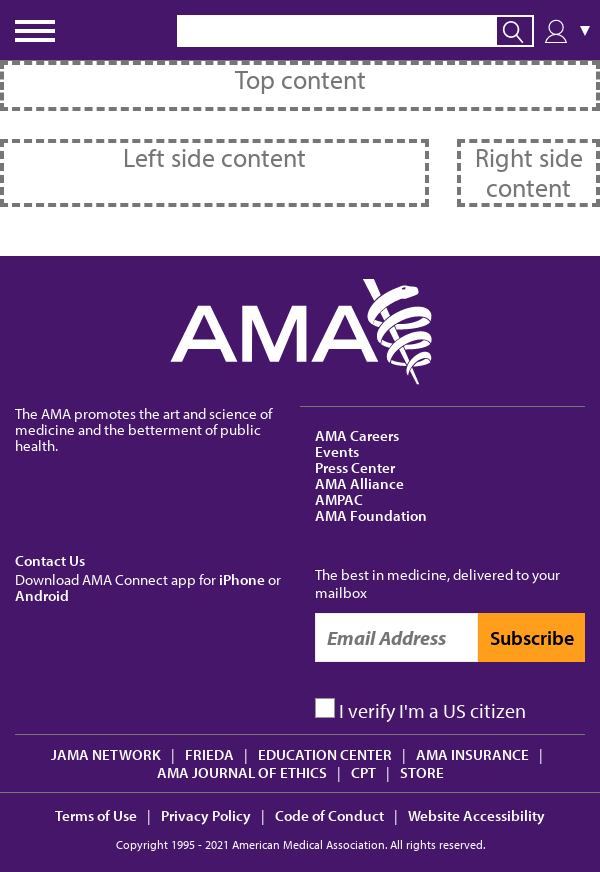 Top content
Left side content
Right side
content
AMA
The AMA promotes the art and science of
medicine and the betterment of public
health.
AMA Careers
Events
Press Center
AMA Alliance
AMPAC
AMA Foundation
Contact Us
Download AMA Connect app for iPhone or
Android
The best in medicine, delivered to your
mailbox
Email Address
Subscribe
I verify I'm a US citizen
JAMA NETWORK | FRIEDA | EDUCATION CENTER | AMA INSURANCE |
AMA JOURNAL OF ETHICS | CPT | STORE
Terms of Use | Privacy Policy | Code of Conduct | Website Accessibility
Copyright 1995 - 2021 American Medical Association. All rights reserved.